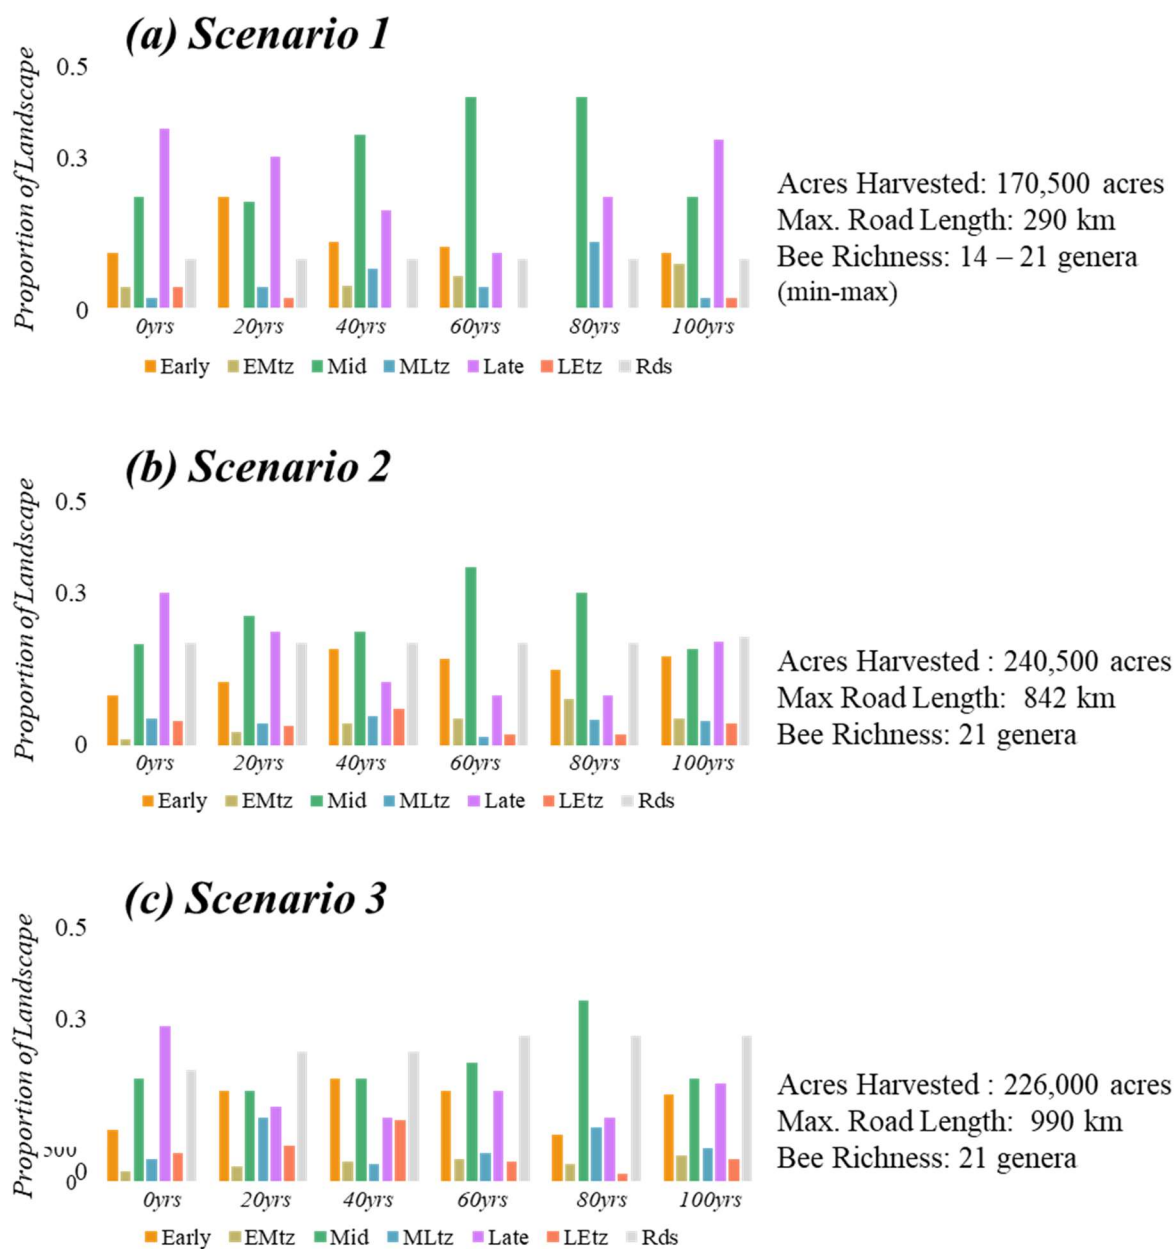 (a) Scenario 1
Proportion of Landscape
0.5
0.3
0
0yrs 20yrs 40yrs 60yrs 80yrs 100yrs
Early EMtz Mid MLtz Late LEtz Rds
Acres Harvested: 170,500 acres
Max. Road Length: 290 km
Bee Richness: 14 – 21 genera
(min-max)
(b) Scenario 2
Proportion of Landscape
0.5
0.3
0
0yrs 20yrs 40yrs 60yrs 80yrs 100yrs
Early EMtz Mid MLtz Late LEtz Rds
Acres Harvested : 240,500 acres
Max Road Length: 842 km
Bee Richness: 21 genera
(c) Scenario 3
Proportion of Landscape
0.5
0.3
0
0
0yrs 20yrs 40yrs 60yrs 80yrs 100yrs
Early EMtz Mid MLtz Late LEtz Rds
Acres Harvested : 226,000 acres
Max. Road Length: 990 km
Bee Richness: 21 genera